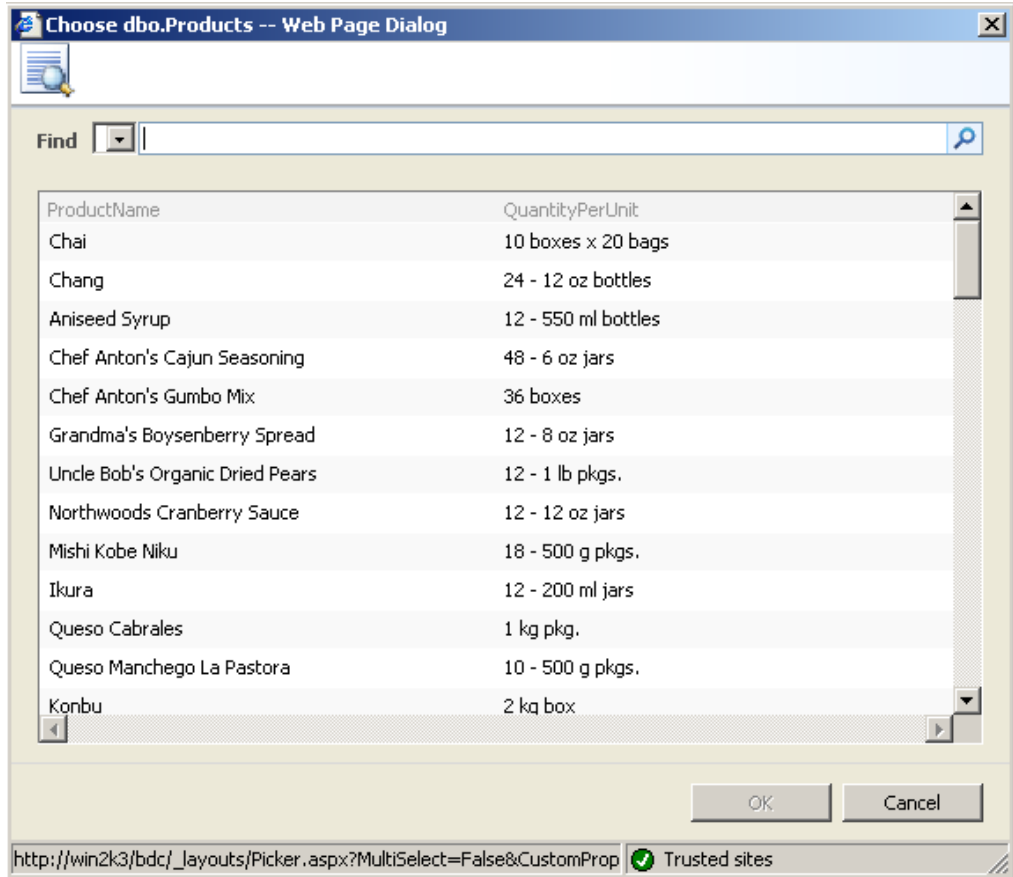 Choose dbo.Products -- Web Page Dialog
Find
ProductName QuantityPerUnit
Chai 10 boxes x 20 bags
Chang 24 - 12 oz bottles
Aniseed Syrup 12 - 550 ml bottles
Chef Anton's Cajun Seasoning 48 - 6 oz jars
Chef Anton's Gumbo Mix 36 boxes
Grandma's Boysenberry Spread 12 - 8 oz jars
Uncle Bob's Organic Dried Pears 12 - 1 lb pkgs.
Northwoods Cranberry Sauce 12 - 12 oz jars
Mishi Kobe Niku 18 - 500 g pkgs.
Ikura 12 - 200 ml jars
Queso Cabrales 1 kg pkg.
Queso Manchego La Pastora 10 - 500 g pkgs.
Konbu 2 kg box
OK Cancel
http://win2k3/bdc/_layouts/Picker.aspx?MultiSelect=False&CustomProp Trusted sites